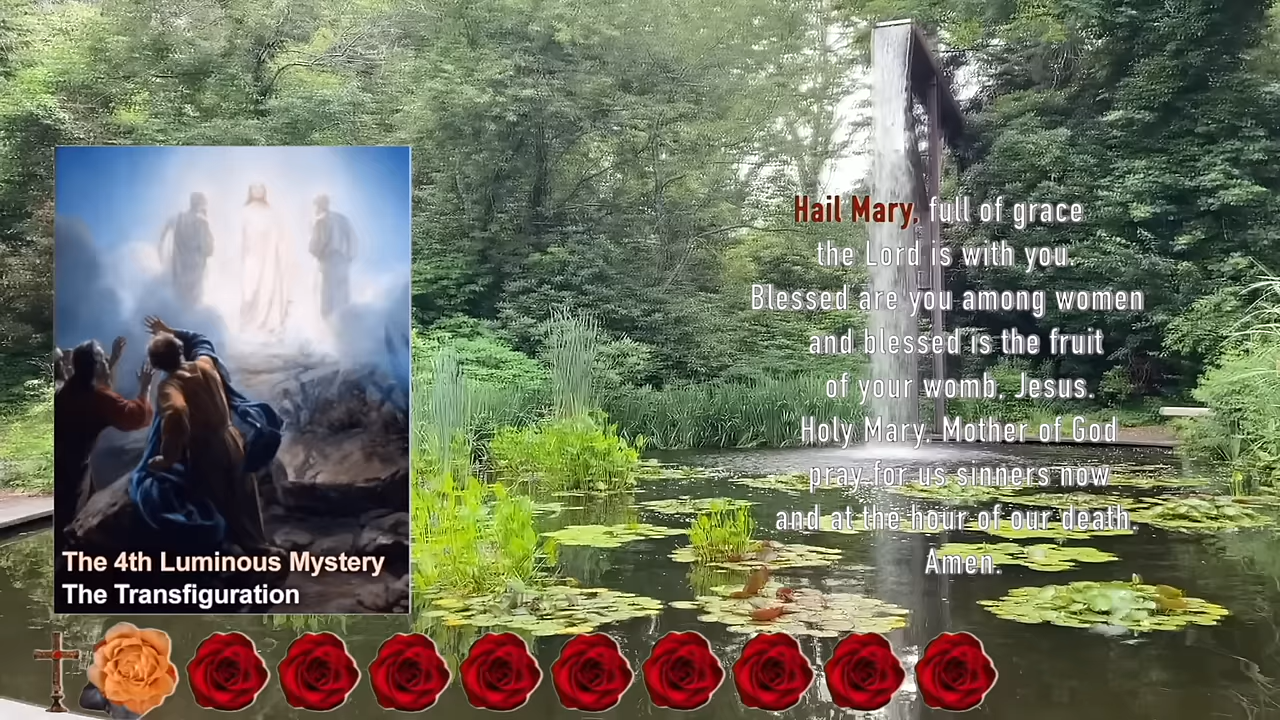 The 4th Luminous Mystery
The Transfiguration
Hail Mary, full of grace
the Lord is with you.
Blessed are you among women
and blessed is the fruit
of your womb, Jesus.
Holy Mary, Mother of God
pray for us sinners now
and at the hour of our death.
Amen.